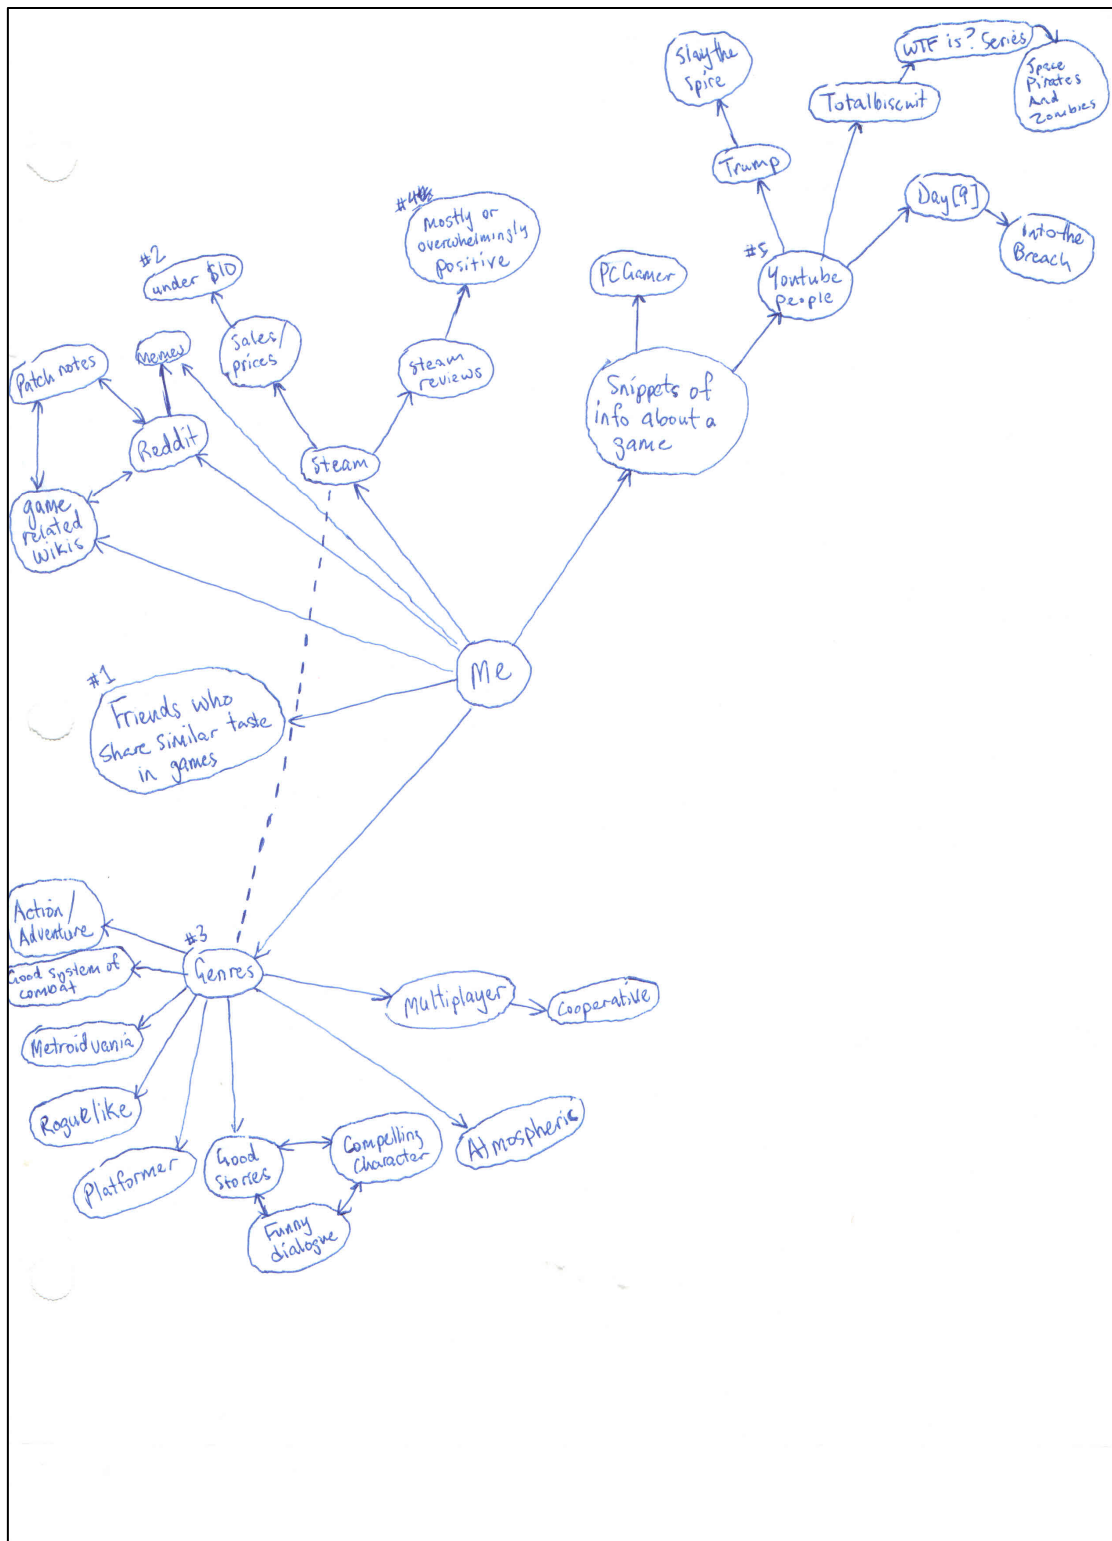 Slay the
Spire
WTF is? Series
Space
Pirates
And
Zombies
Totalbiscuit
Trump
Day[9]
Into the
Breach
#5
Youtube
people
PC Gamer
Snippets of
info about a
game
#4
Mostly or
overwhelmingly
positive
#2
under $10
Sales/
prices
Steam
reviews
Memes
Patch notes
Reddit
Steam
game
related
wikis
Me
#1
Friends who
share similar taste
in games
Action/
Adventure
#3
Genres
Good system of
combat
Metroidvania
Roguelike
Platformer
Good
Stories
Compelling
Character
Funny
dialogue
Atmospheric
Multiplayer
Cooperative